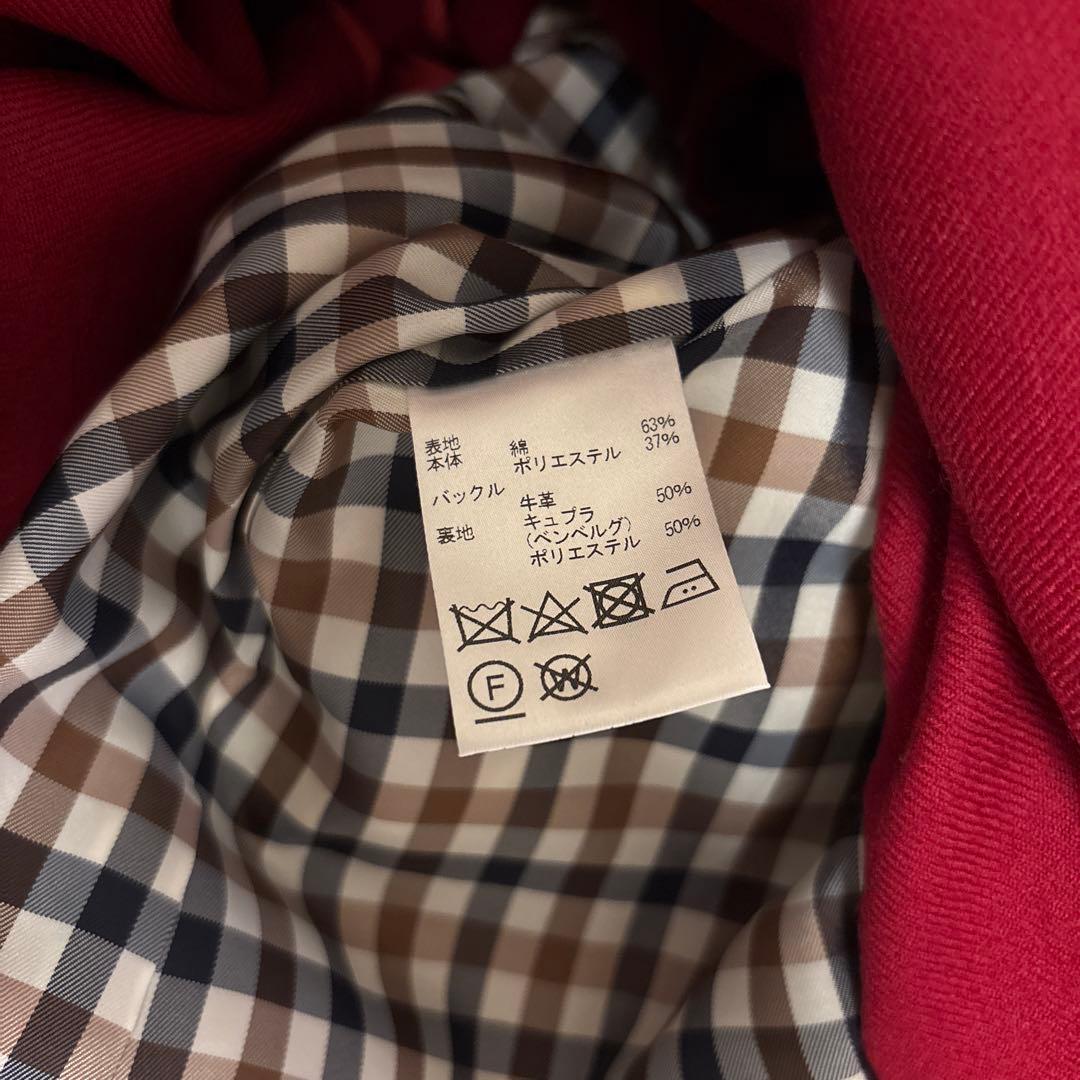 表地 綿 63%
本体 ポリエステル 37%
バックル 牛革
裏地 キュプラ 50%
(ベンベルグ)
ポリエステル 50%
F W